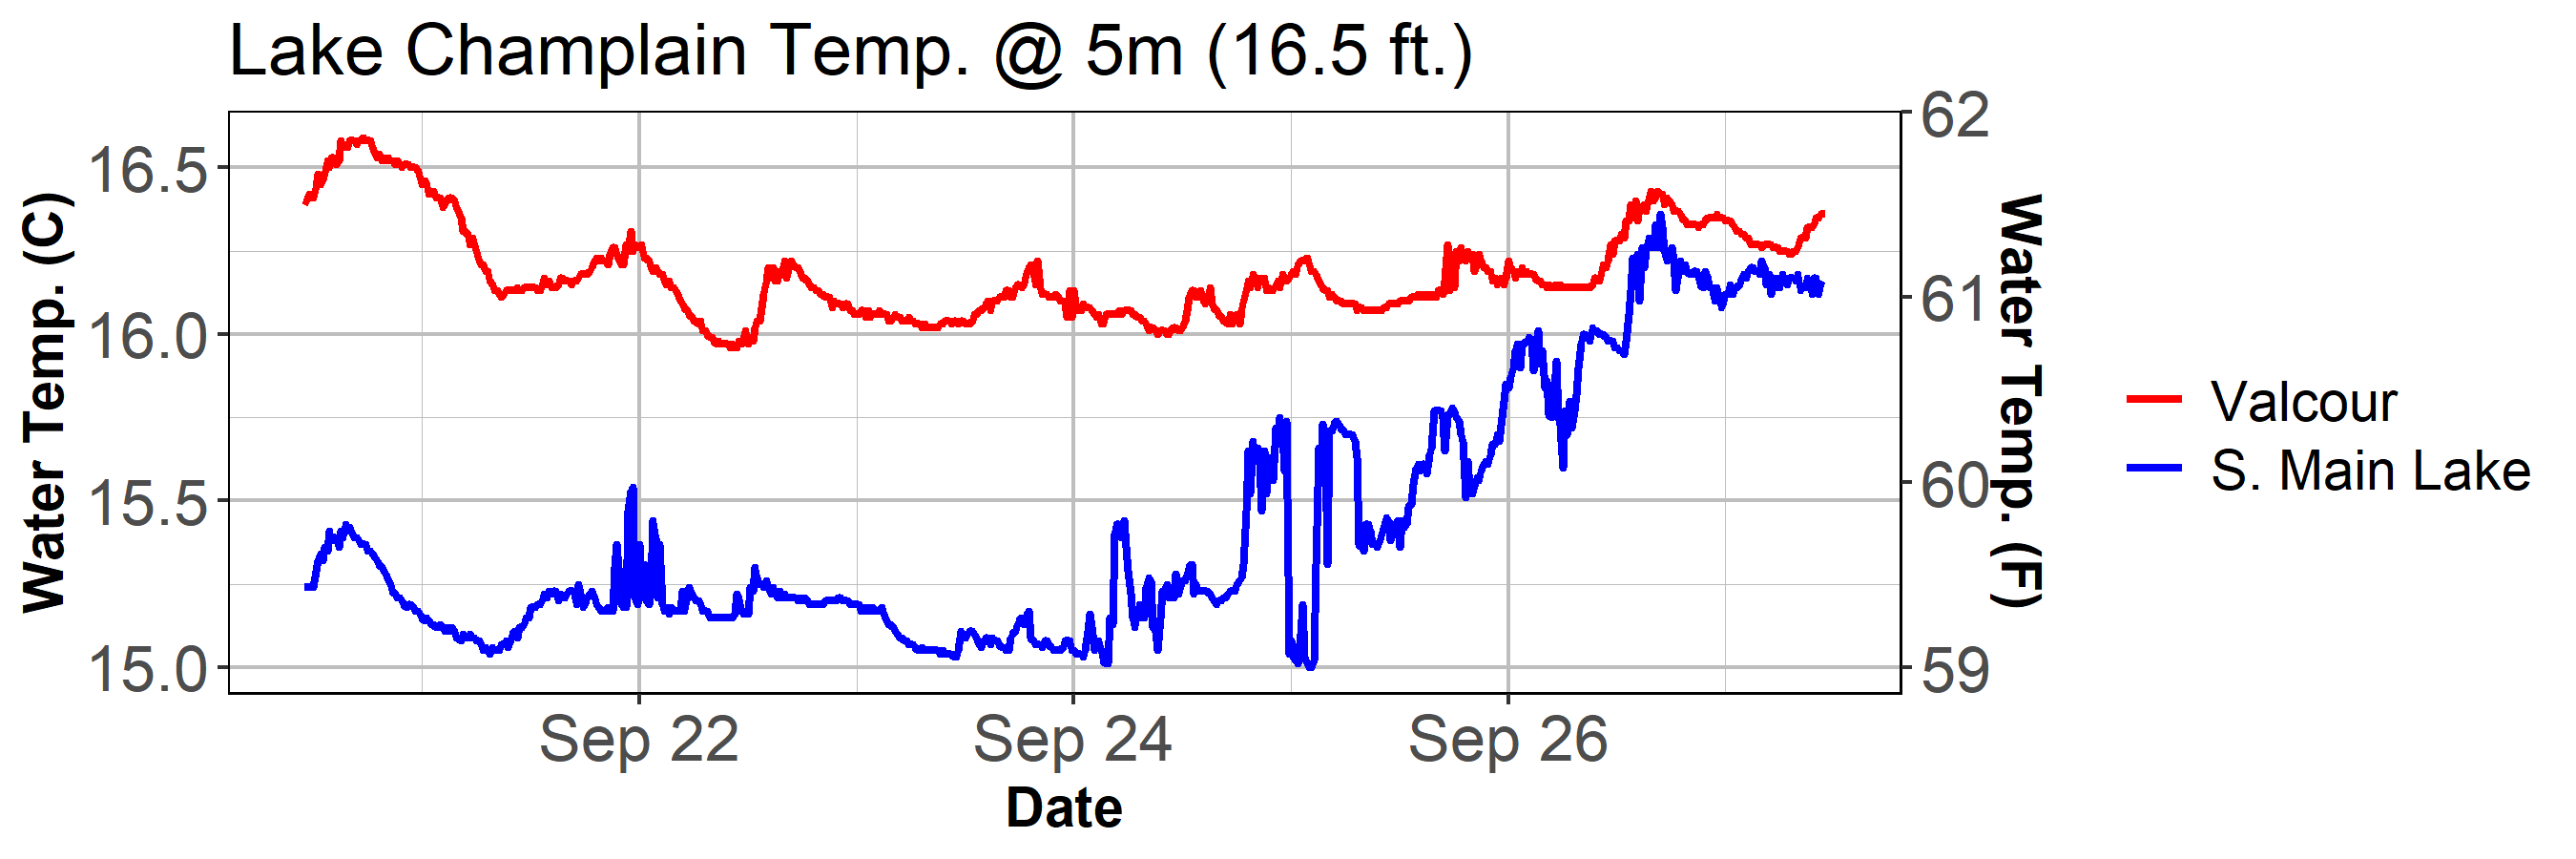 Lake Champlain Temp. @ 5m (16.5 ft.)
Water Temp. (C)
16.5
16.0
15.5
15.0
62
61
60
59
Water Temp. (F)
Sep 22
Sep 24
Sep 26
Date
Valcour
S. Main Lake